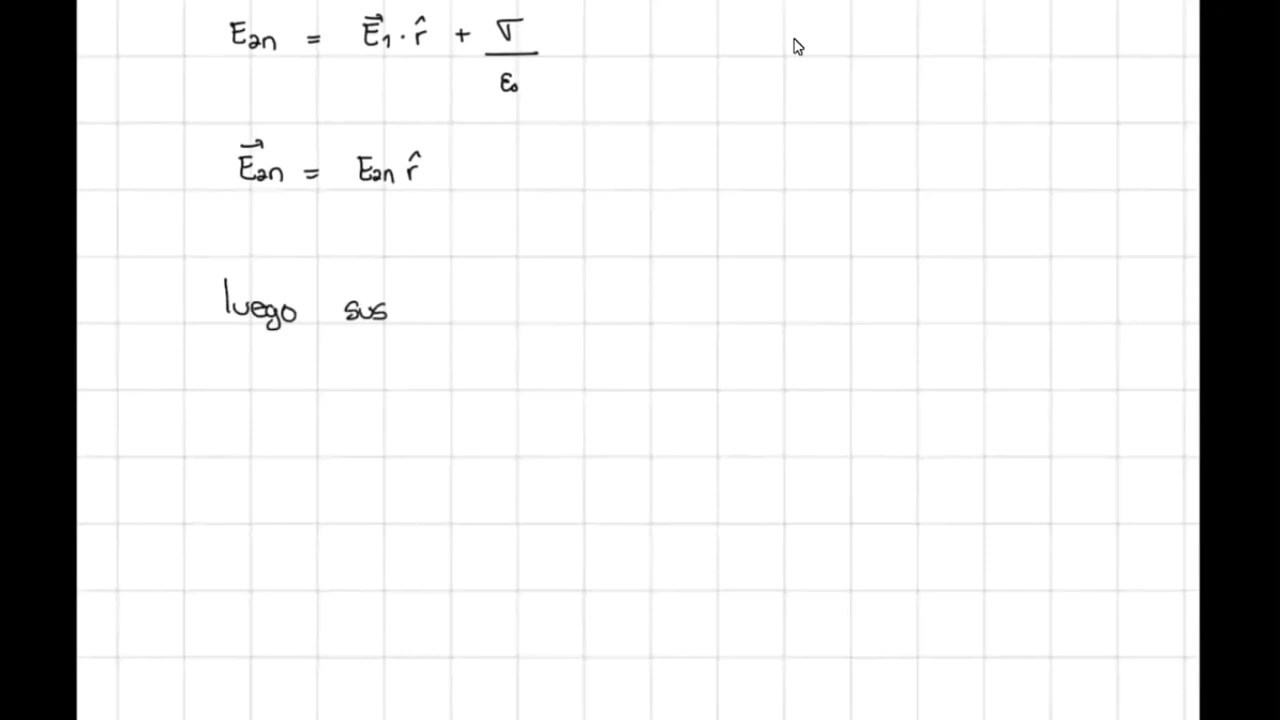 E₂n = E⃗₁ · r̂ + σ / ε₀
E⃗₂n = E₂n r̂
luego sus